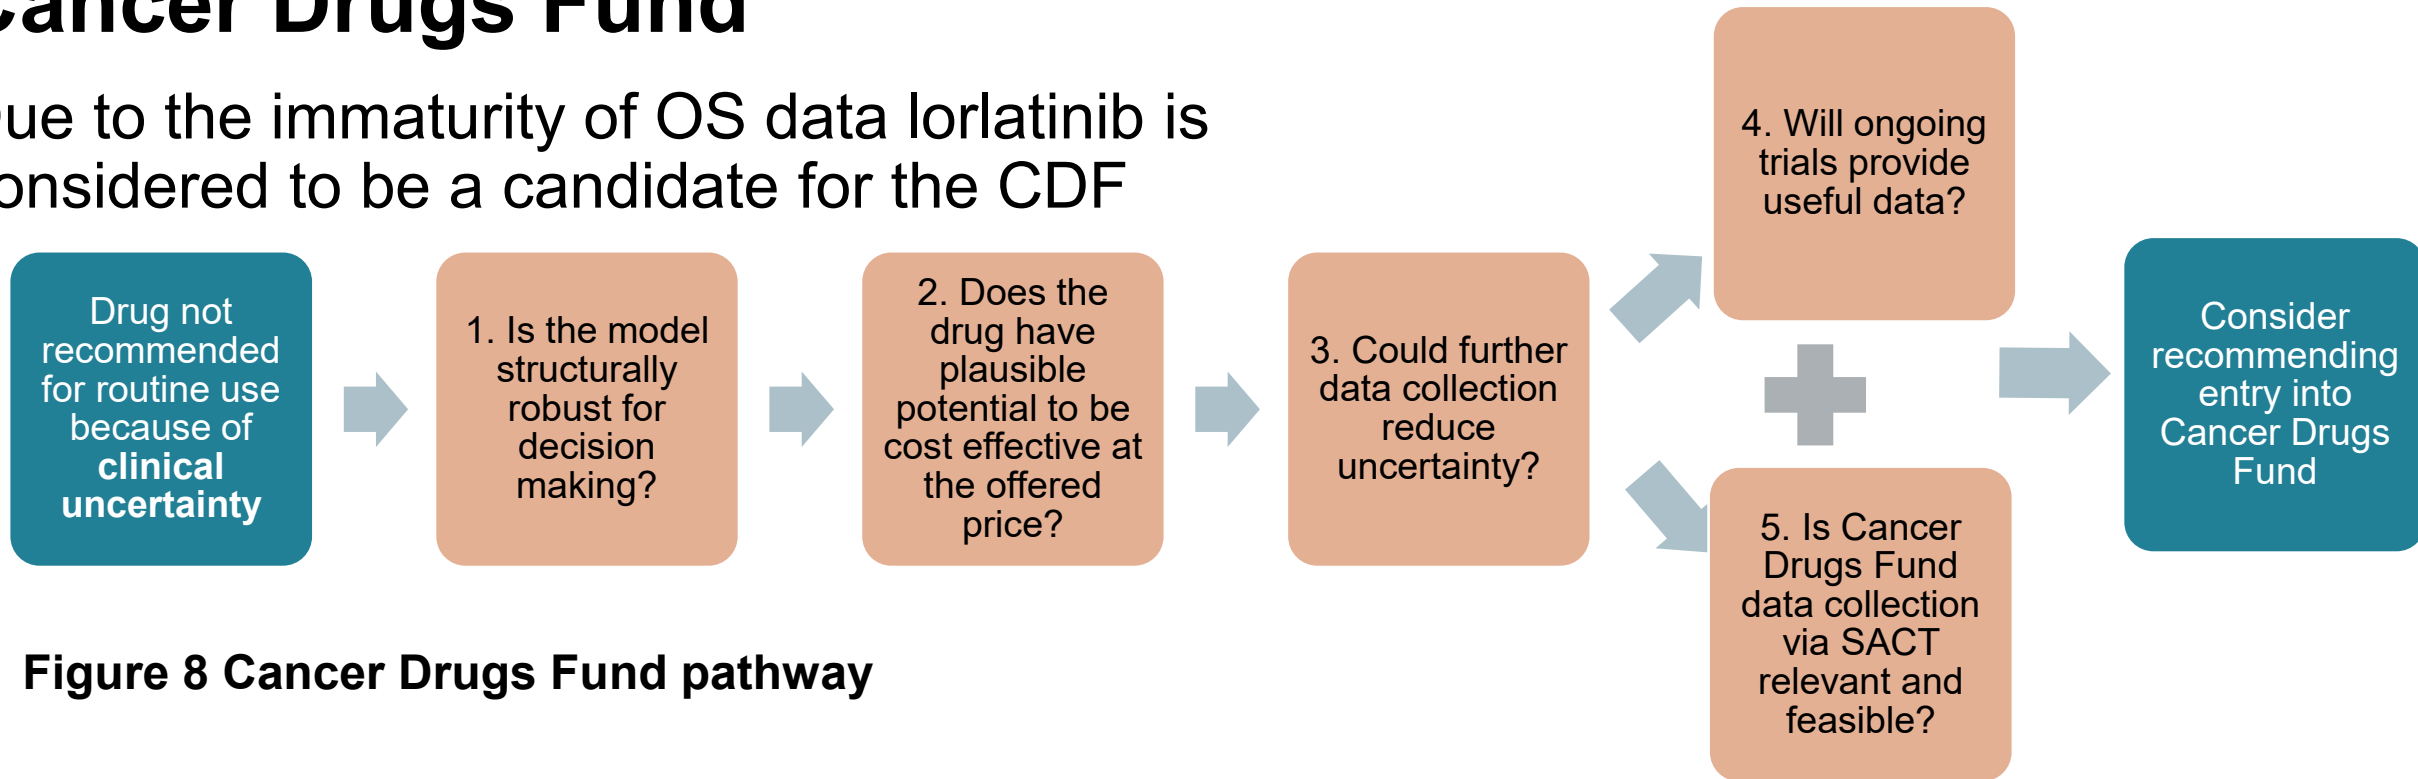 Cancer Drugs Fund
ue to the immaturity of OS data lorlatinib is
onsidered to be a candidate for the CDF
Drug not
recommended
for routine use
because of
clinical
uncertainty
1. Is the model
structurally
robust for
decision
making?
2. Does the
drug have
plausible
potential to be
cost effective at
the offered
price?
3. Could further
data collection
reduce
uncertainty?
4. Will ongoing
trials provide
useful data?
5. Is Cancer
Drugs Fund
data collection
via SACT
relevant and
feasible?
Consider
recommending
entry into
Cancer Drugs
Fund
Figure 8 Cancer Drugs Fund pathway